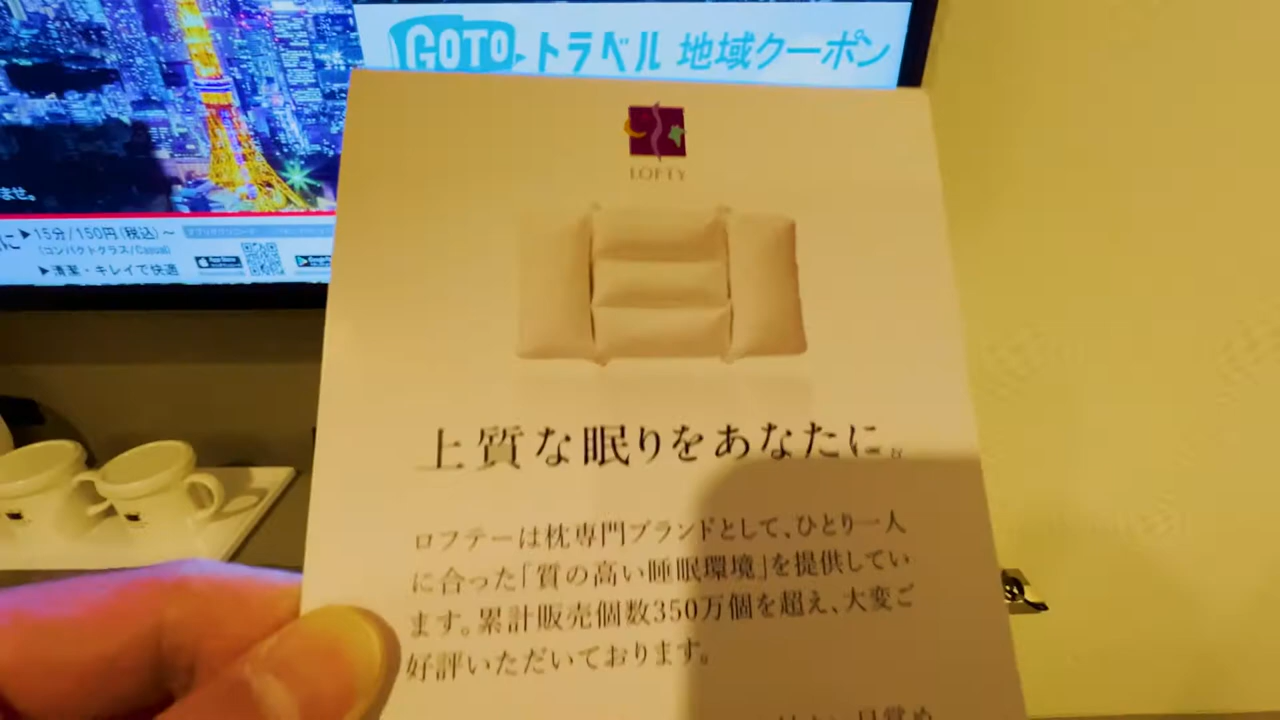 GOTO トラベル 地域クーポン
ません。
に
▶15分/150円(税込)～
(コンパクトクラス/Casual)
▶清潔・キレイで快適
App Store
LOFTY
上質な眠りをあなたに。
ロフテーは枕専門ブランドとして、ひとり一人
に合った「質の高い睡眠環境」を提供してい
ます。累計販売個数350万個を超え、大変ご
好評いただいております。